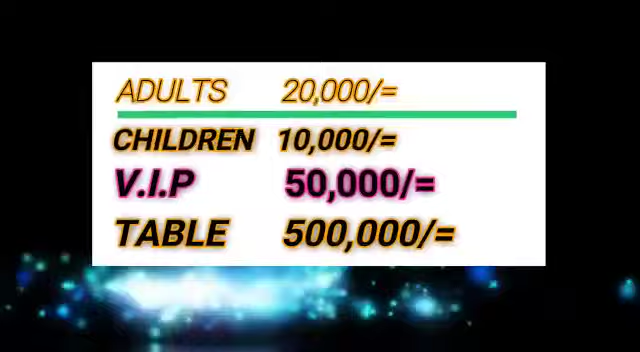 ADULTS 20,000/=
CHILDREN 10,000/=
V.I.P 50,000/=
TABLE 500,000/=